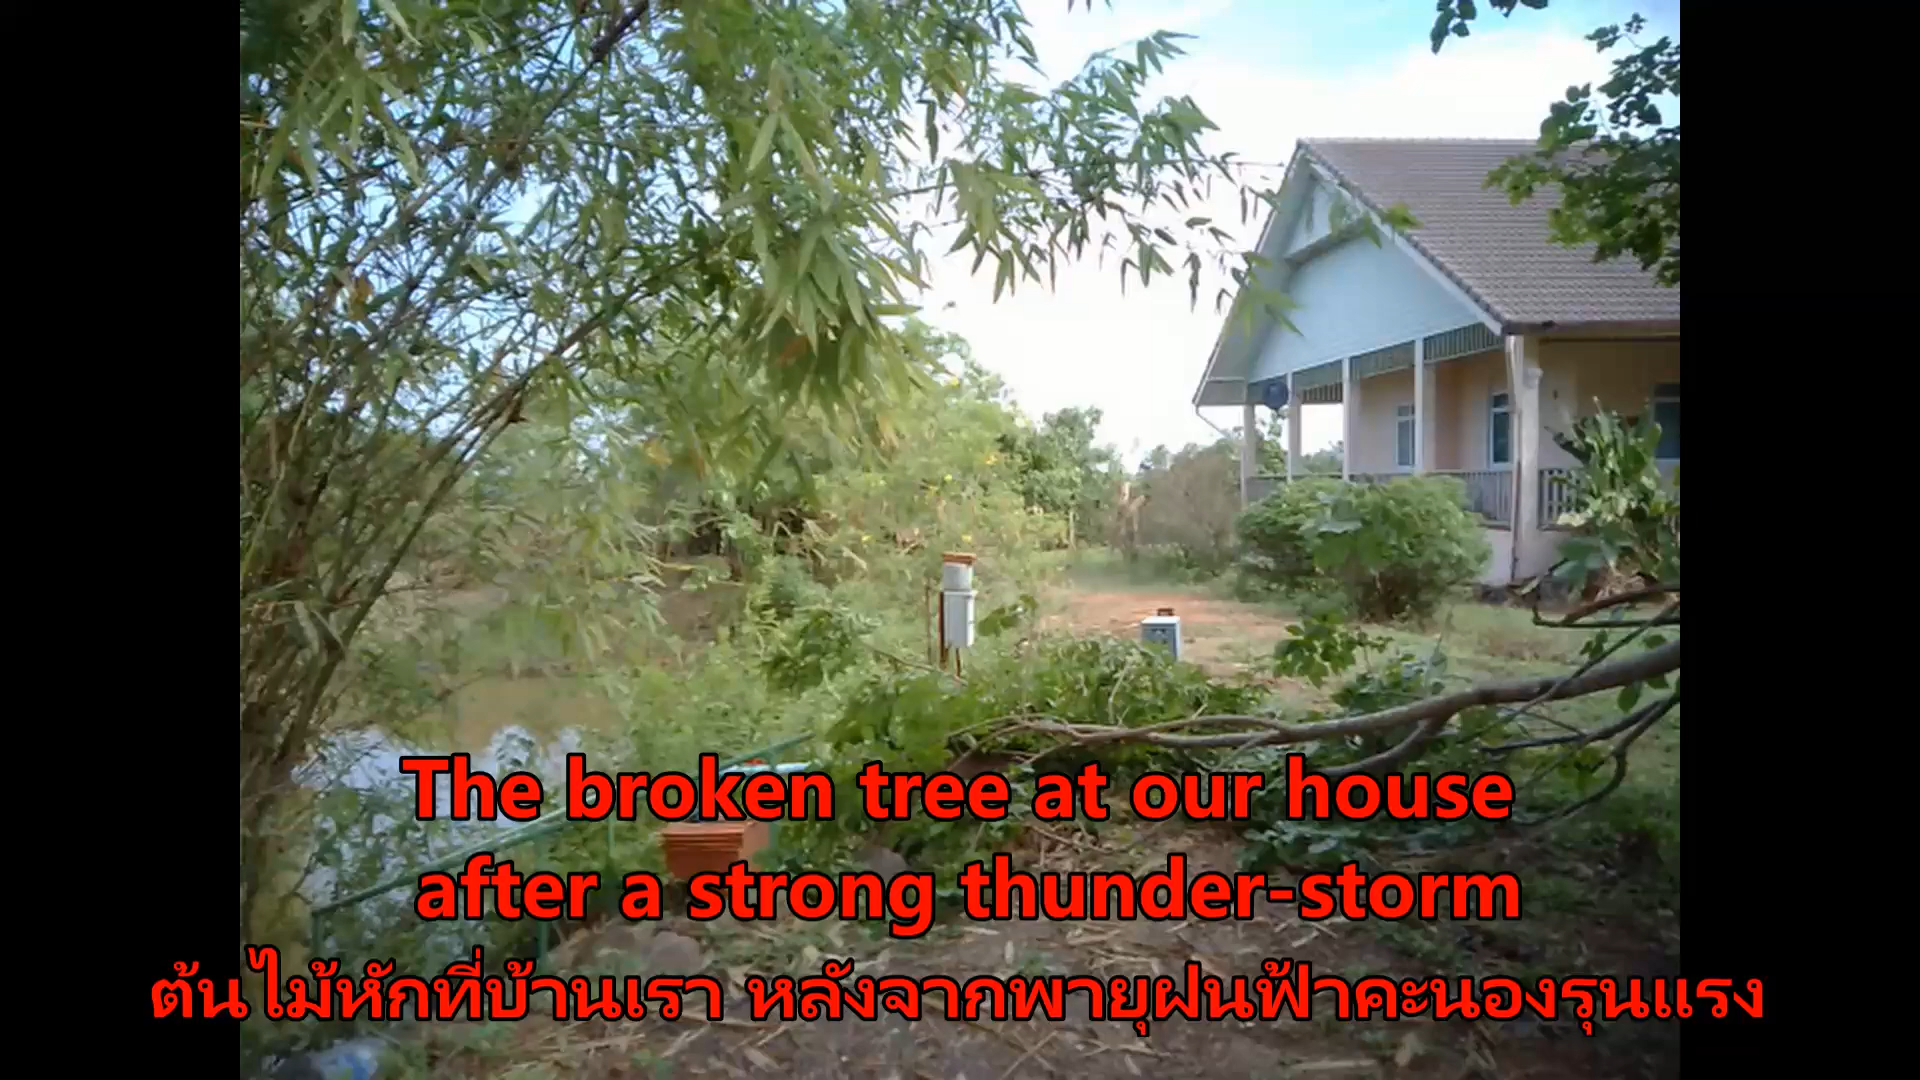 The broken tree at our house
after a strong thunder-storm
ต้นไม้หักที่บ้านเรา หลังจากพายุฝนฟ้าคะนองรุนแรง